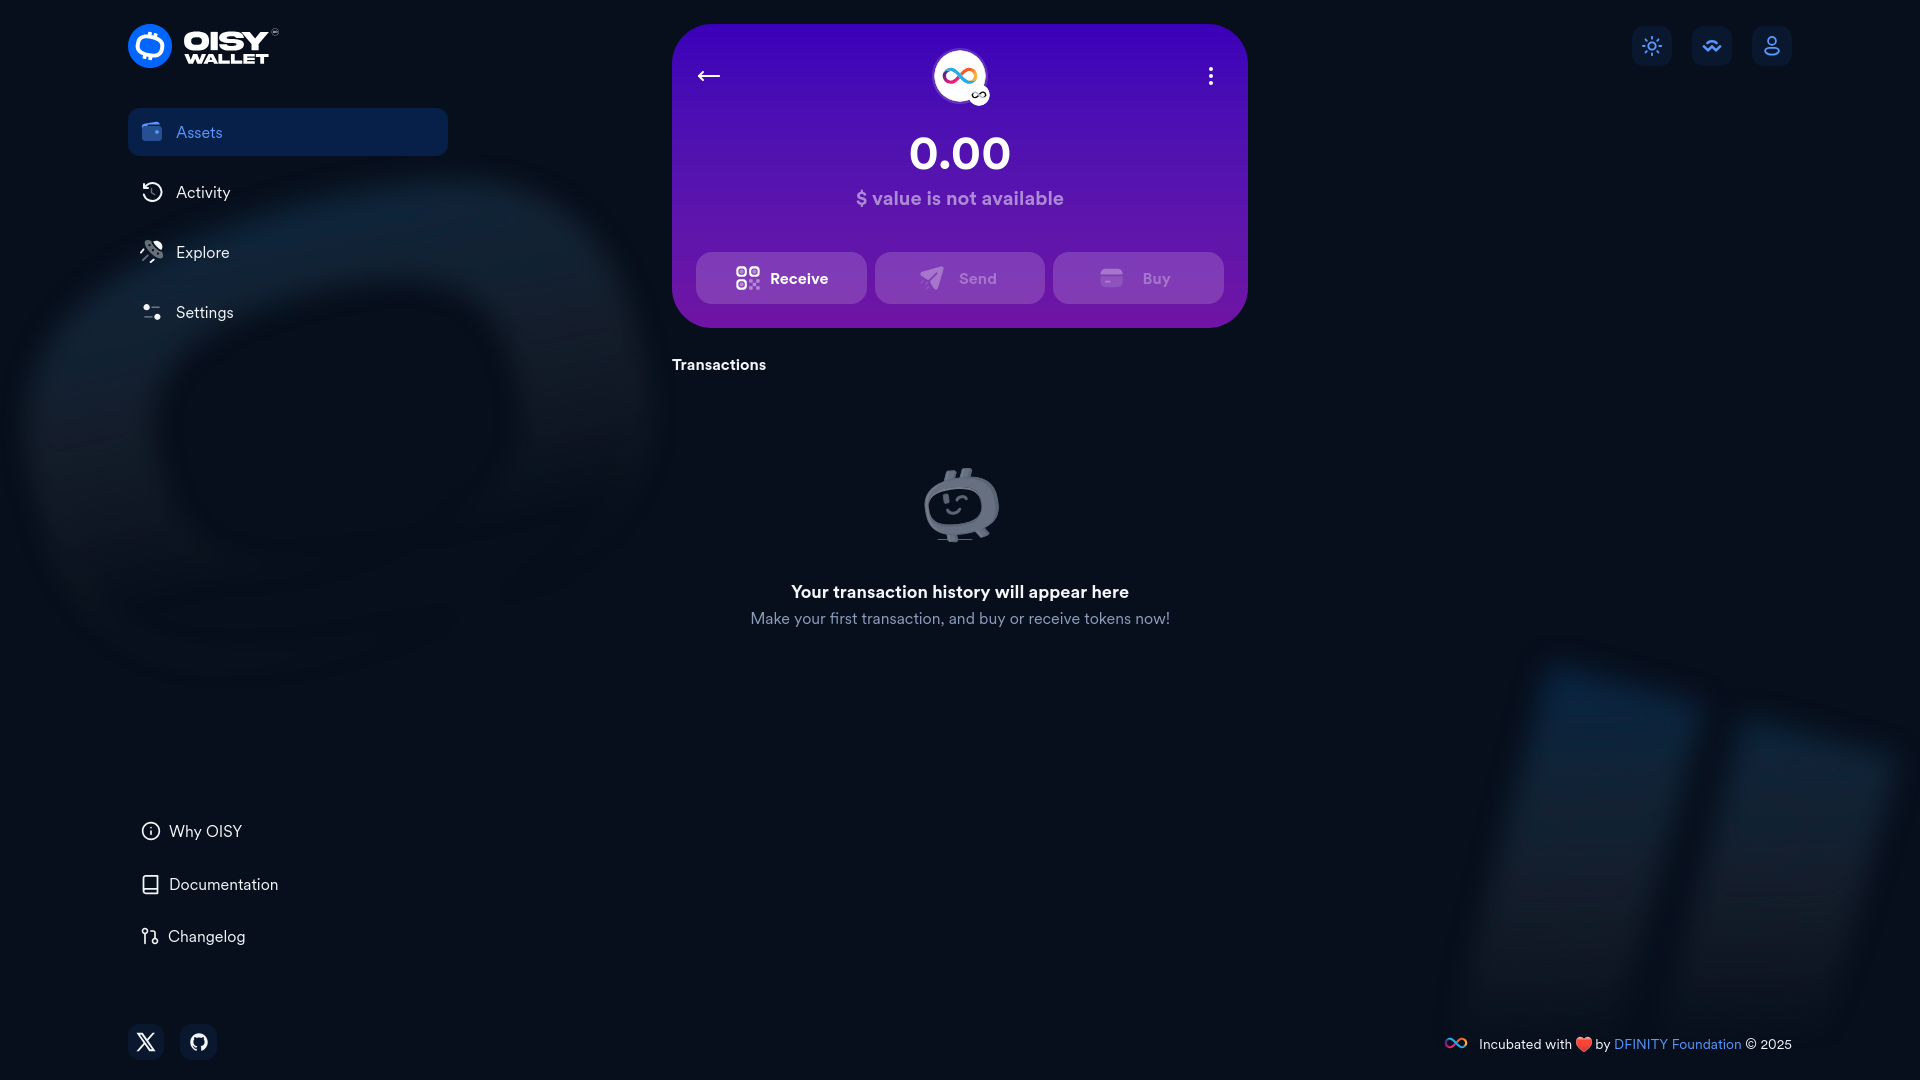 OISY
WALLET
Assets
Activity
Explore
Settings
0.00
$ value is not available
Receive
Send
Buy
Transactions
Your transaction history will appear here
Make your first transaction, and buy or receive tokens now!
Why OISY
Documentation
Changelog
Incubated with ❤️ by DFINITY Foundation © 2025